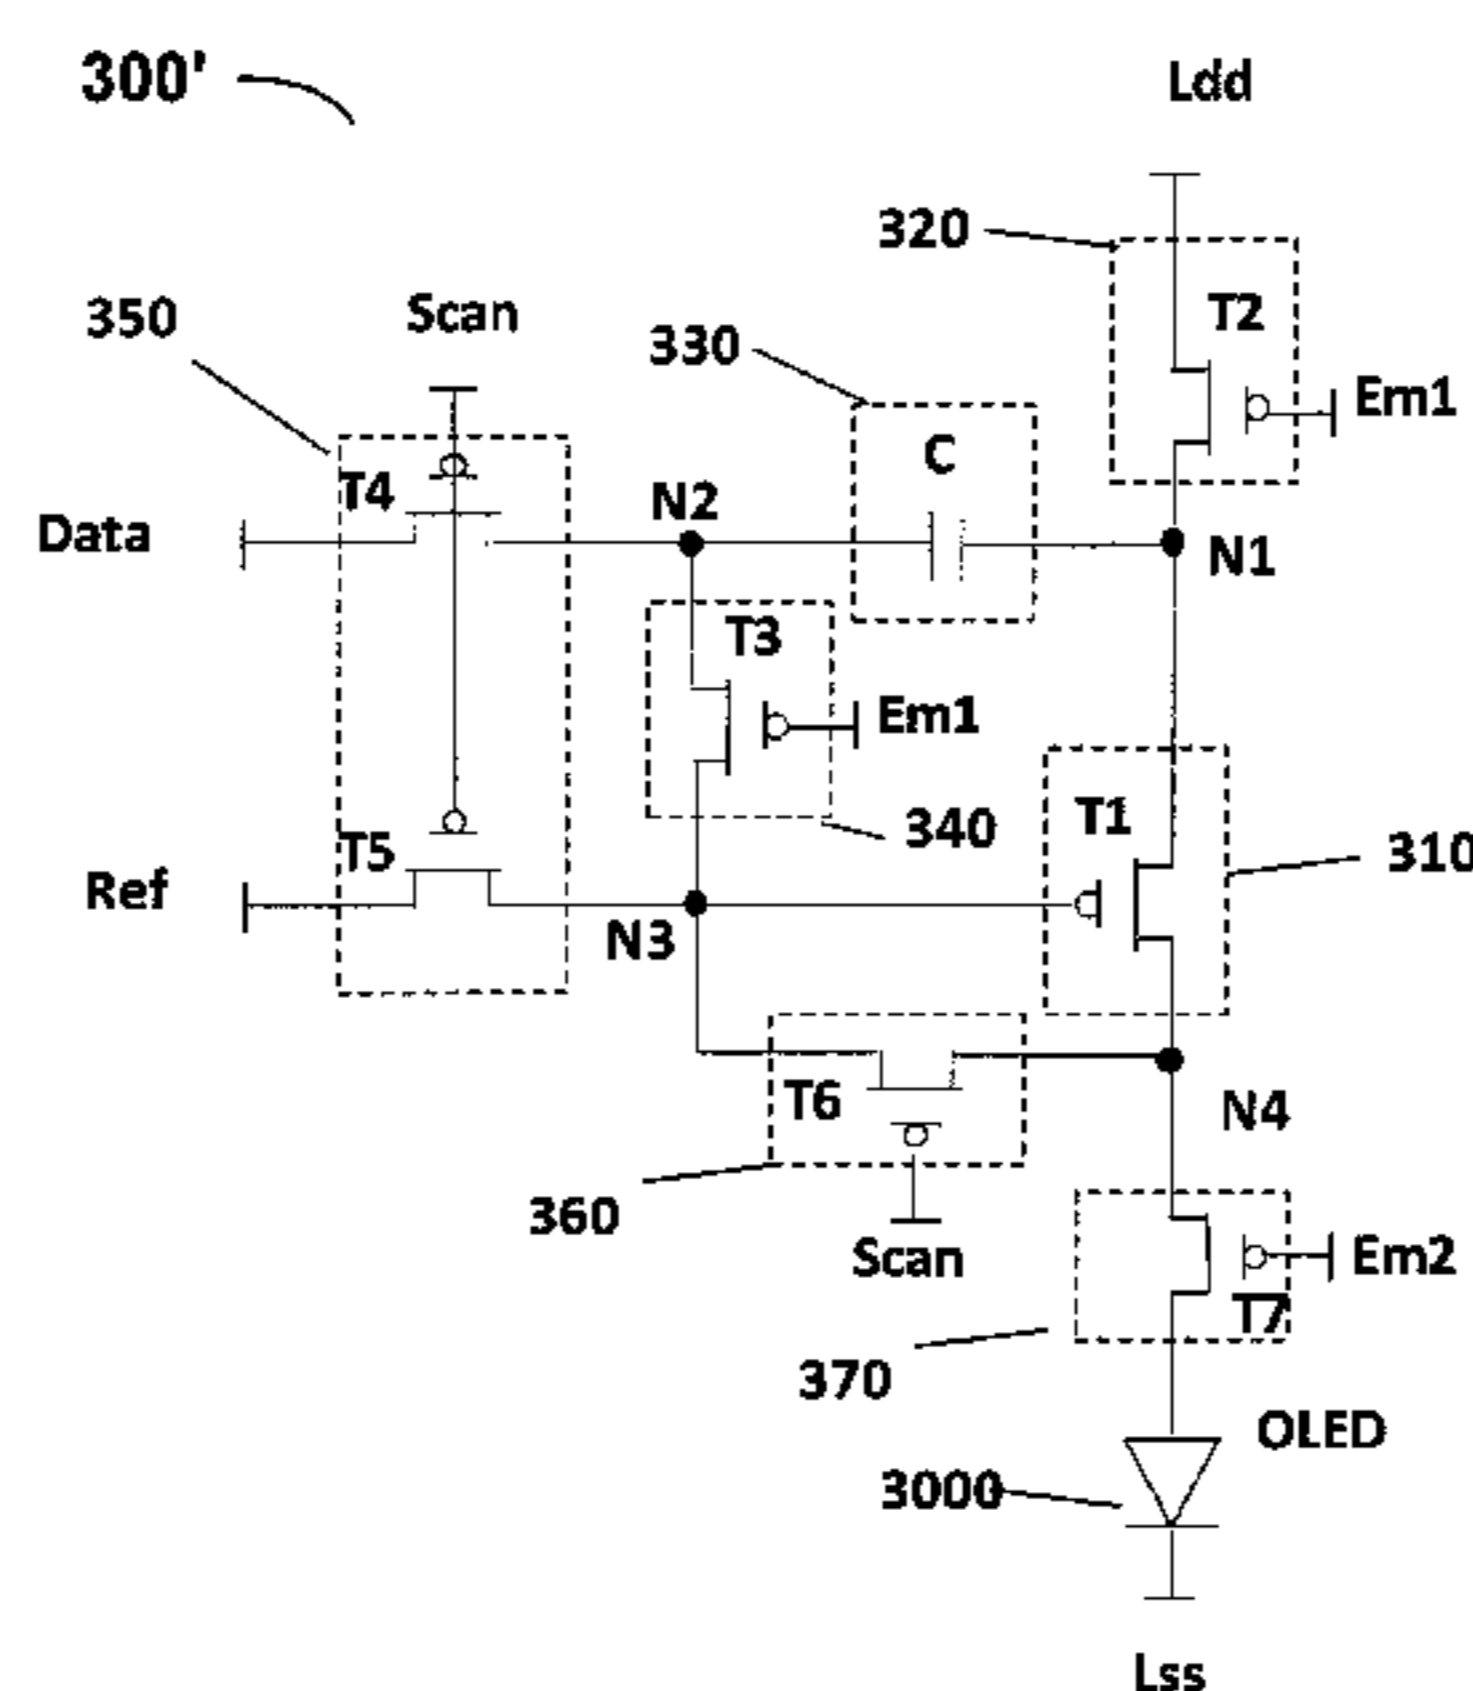 300'
Ldd
320
T2
350
Scan
330
Em1
C
T4
N2
Data
N1
T3
Em1
T1
340
310
T5
Ref
N3
T6
N4
360
Scan
Em2
T7
370
OLED
3000
Lss